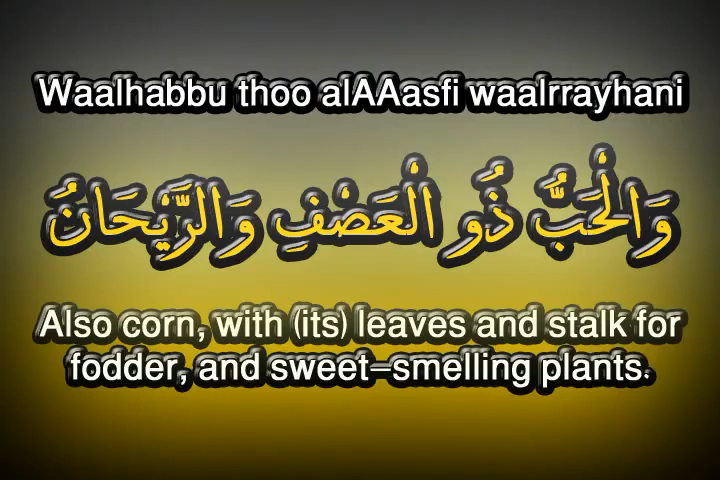 Waalhabbu thoo alAAasfi waalrrayhani
وَالْحَبُّ ذُو الْعَصْفِ وَالرَّيْحَانُ
Also corn, with (its) leaves and stalk for
fodder, and sweet-smelling plants.